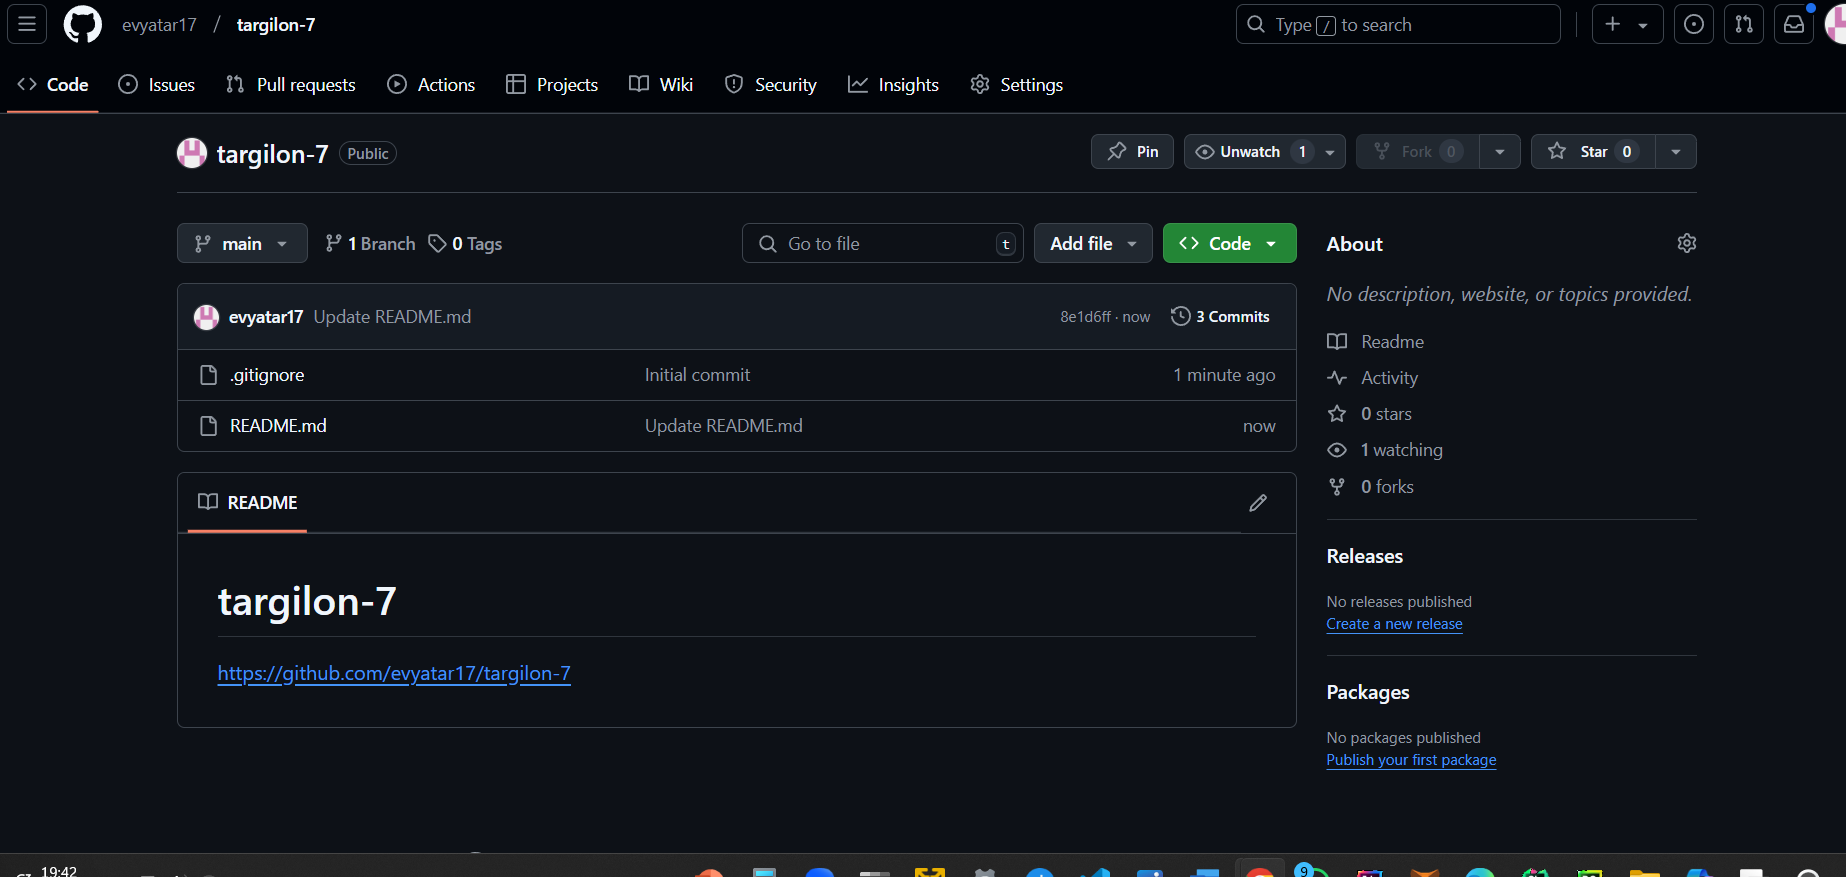 evyatar17 / targilon-7
Type / to search
Code Issues Pull requests Actions Projects Wiki Security Insights Settings
targilon-7 Public
Pin Unwatch 1 Fork 0 Star 0
main 1 Branch 0 Tags
Go to file t Add file Code
evyatar17 Update README.md 8e1d6ff · now 3 Commits
.gitignore Initial commit 1 minute ago
README.md Update README.md now
README
targilon-7
https://github.com/evyatar17/targilon-7
About
No description, website, or topics provided.
Readme
Activity
0 stars
1 watching
0 forks
Releases
No releases published
Create a new release
Packages
No packages published
Publish your first package
19:42
9